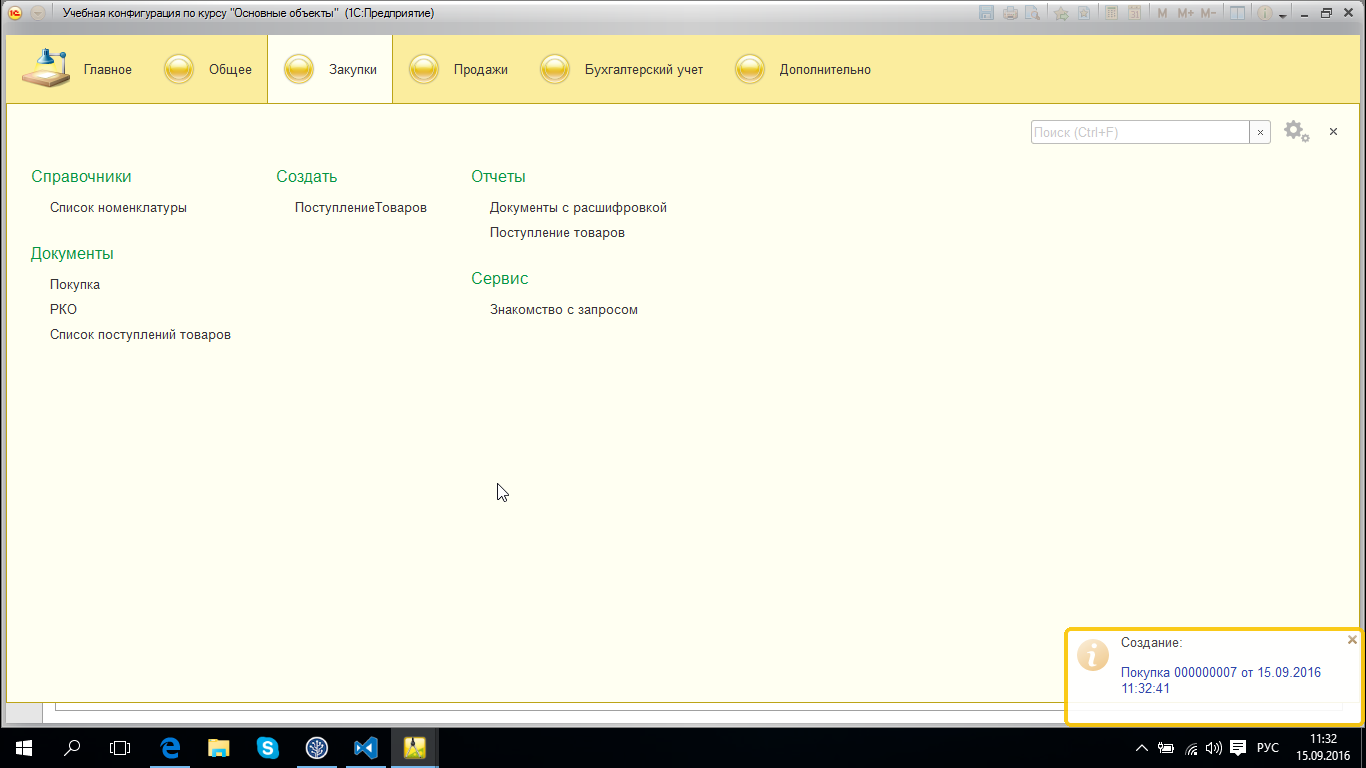 Учебная конфигурация по курсу "Основные объекты" (1С:Предприятие)
M M+ M-
Главное
Общее
Закупки
Продажи
Бухгалтерский учет
Дополнительно
Поиск (Ctrl+F)
Справочники
Список номенклатуры
Документы
Покупка
РКО
Список поступлений товаров
Создать
ПоступлениеТоваров
Отчеты
Документы с расшифровкой
Поступление товаров
Сервис
Знакомство с запросом
Создание:
Покупка 000000007 от 15.09.2016
11:32:41
РУС
11:32
15.09.2016